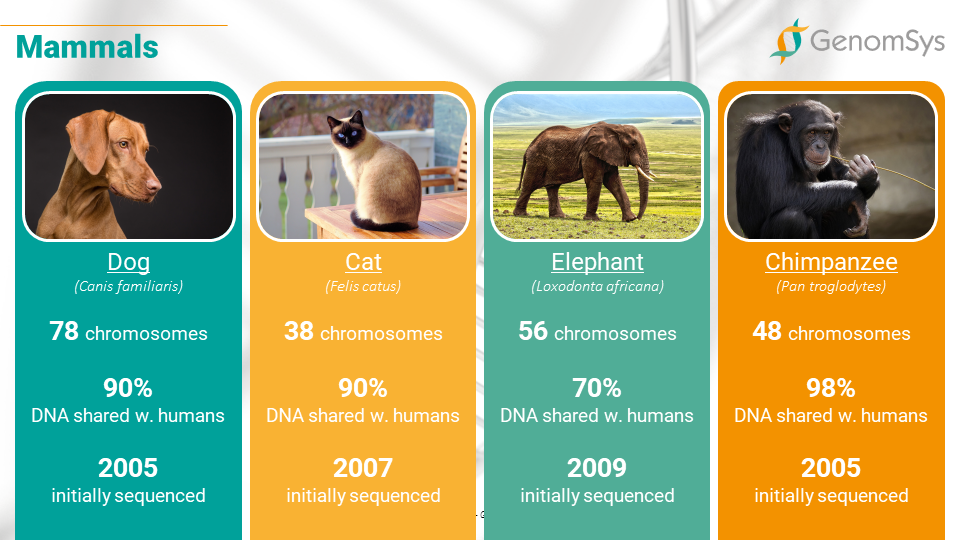 Mammals
GenomSys
Dog
(Canis familiaris)
78 chromosomes
90%
DNA shared w. humans
2005
initially sequenced
Cat
(Felis catus)
38 chromosomes
90%
DNA shared w. humans
2007
initially sequenced
Elephant
(Loxodonta africana)
56 chromosomes
70%
DNA shared w. humans
2009
initially sequenced
Chimpanzee
(Pan troglodytes)
48 chromosomes
98%
DNA shared w. humans
2005
initially sequenced